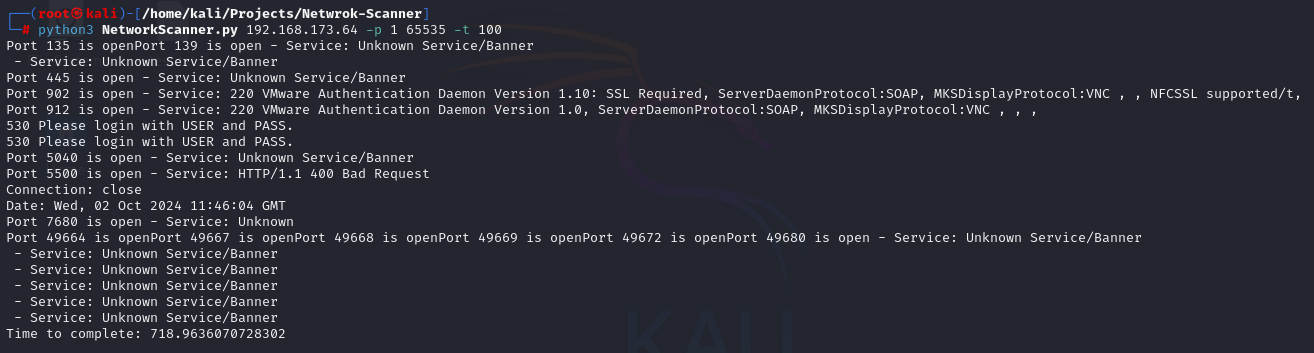 ┌──(root㉿kali)-[/home/kali/Projects/Netwrok-Scanner]
└─# python3 NetworkScanner.py 192.168.173.64 -p 1 65535 -t 100
Port 135 is openPort 139 is open - Service: Unknown Service/Banner
 - Service: Unknown Service/Banner
Port 445 is open - Service: Unknown Service/Banner
Port 902 is open - Service: 220 VMware Authentication Daemon Version 1.10: SSL Required, ServerDaemonProtocol:SOAP, MKSDisplayProtocol:VNC , , NFCSSL supported/t,
Port 912 is open - Service: 220 VMware Authentication Daemon Version 1.0, ServerDaemonProtocol:SOAP, MKSDisplayProtocol:VNC , , ,
530 Please login with USER and PASS.
530 Please login with USER and PASS.
Port 5040 is open - Service: Unknown Service/Banner
Port 5500 is open - Service: HTTP/1.1 400 Bad Request
Connection: close
Date: Wed, 02 Oct 2024 11:46:04 GMT
Port 7680 is open - Service: Unknown
Port 49664 is openPort 49667 is openPort 49668 is openPort 49669 is openPort 49672 is openPort 49680 is open - Service: Unknown Service/Banner
 - Service: Unknown Service/Banner
 - Service: Unknown Service/Banner
 - Service: Unknown Service/Banner
 - Service: Unknown Service/Banner
 - Service: Unknown Service/Banner
Time to complete: 718.9636070728302
KALI